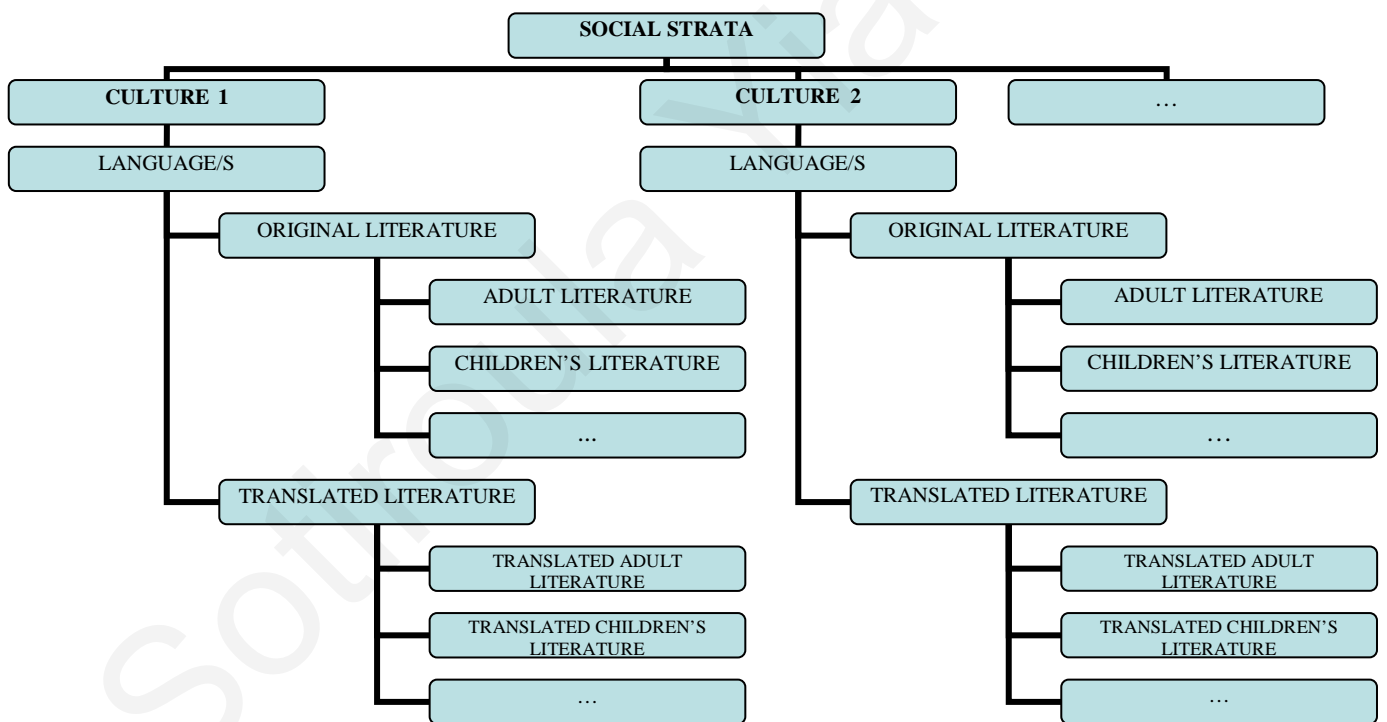 SOCIAL STRATA
CULTURE 1
CULTURE 2
…
LANGUAGE/S
LANGUAGE/S
ORIGINAL LITERATURE
ORIGINAL LITERATURE
ADULT LITERATURE
ADULT LITERATURE
CHILDREN'S LITERATURE
CHILDREN'S LITERATURE
...
…
TRANSLATED LITERATURE
TRANSLATED LITERATURE
TRANSLATED ADULT
LITERATURE
TRANSLATED ADULT
LITERATURE
TRANSLATED CHILDREN'S
LITERATURE
TRANSLATED CHILDREN'S
LITERATURE
…
…
Sotiroula